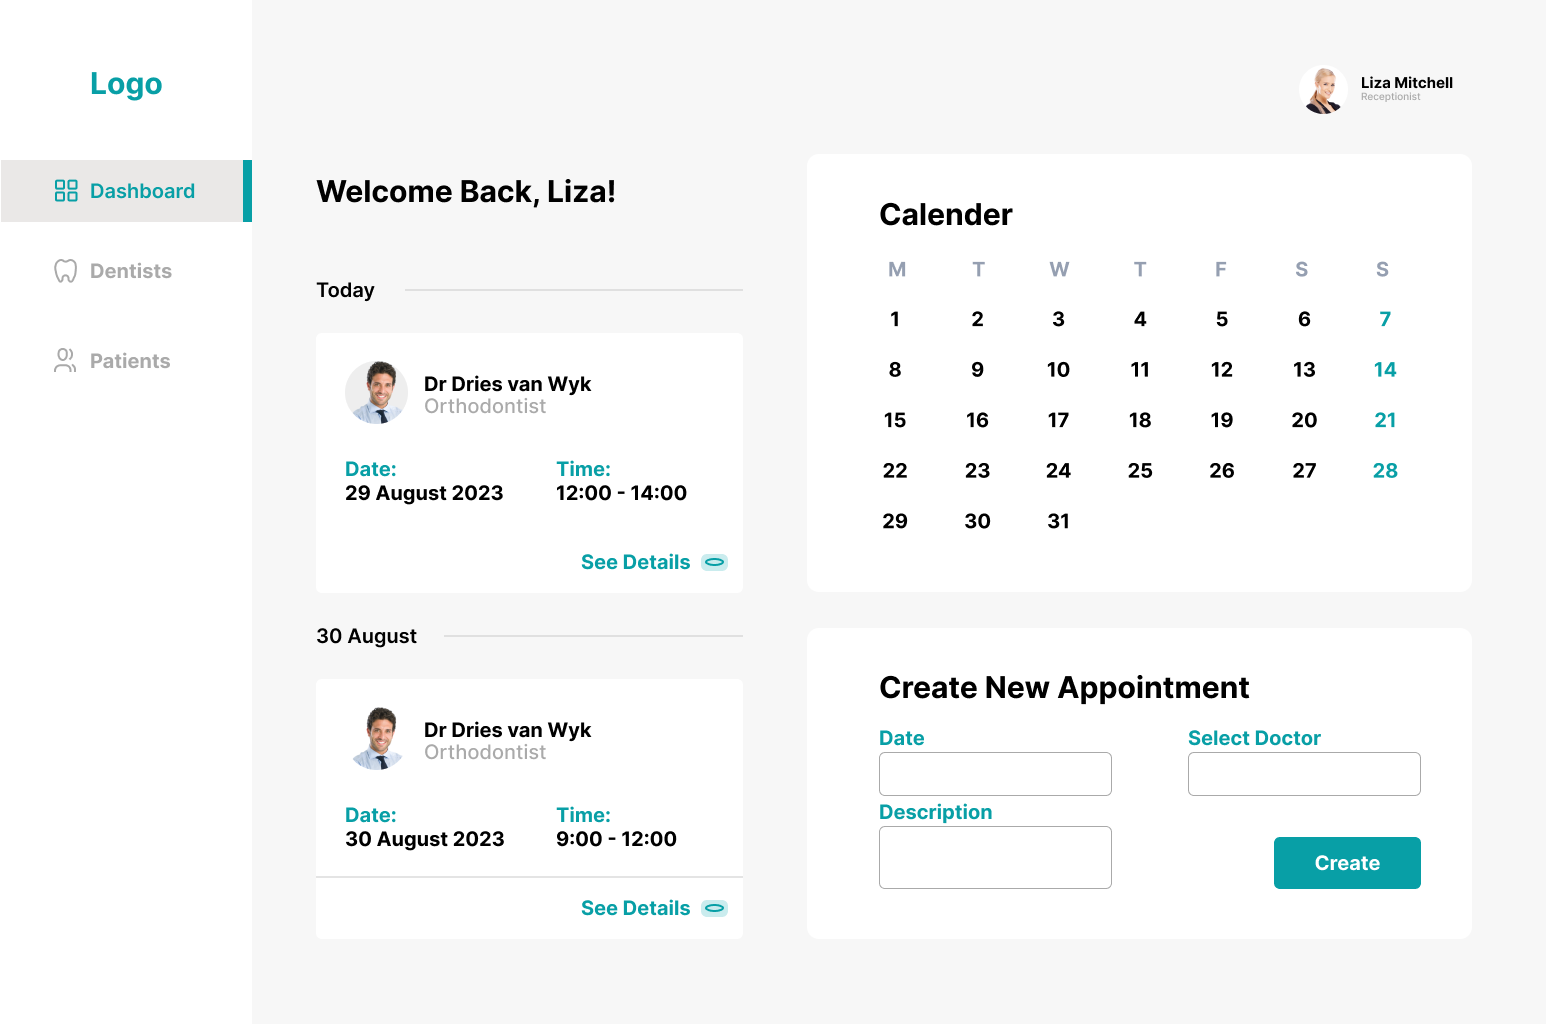 Logo
Dashboard
Dentists
Patients
Liza Mitchell
Receptionist
Welcome Back, Liza!
Today
Dr Dries van Wyk
Orthodontist
Date: Time:
29 August 2023 12:00 - 14:00
See Details
30 August
Dr Dries van Wyk
Orthodontist
Date: Time:
30 August 2023 9:00 - 12:00
See Details
Calender
M T W T F S S
1 2 3 4 5 6 7
8 9 10 11 12 13 14
15 16 17 18 19 20 21
22 23 24 25 26 27 28
29 30 31
Create New Appointment
Date Select Doctor
Description
Create